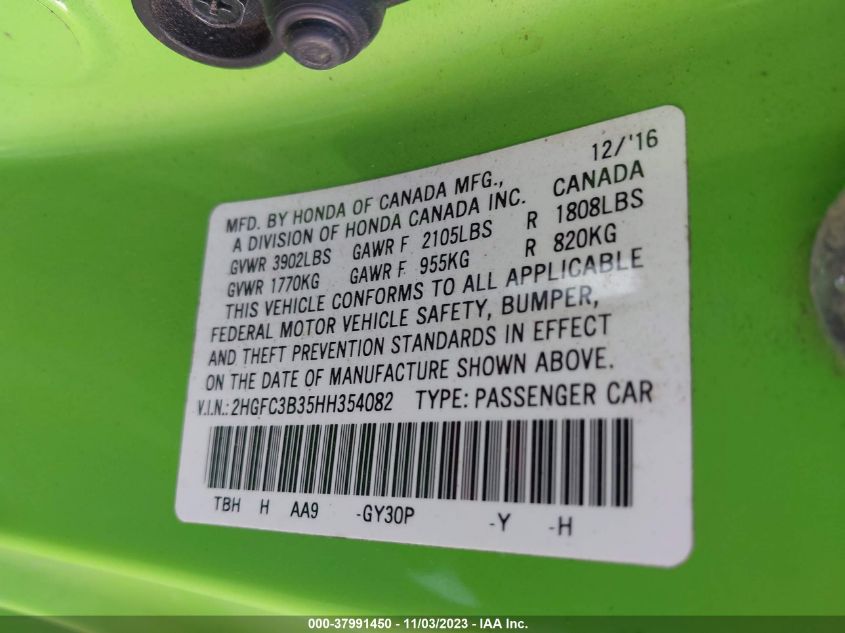 12/'16
MFD. BY HONDA OF CANADA MFG.,
A DIVISION OF HONDA CANADA INC. CANADA
GVWR 3902LBS GAWR F 2105LBS R 1808LBS
GVWR 1770KG GAWR F 955KG R 820KG
THIS VEHICLE CONFORMS TO ALL APPLICABLE
FEDERAL MOTOR VEHICLE SAFETY, BUMPER,
AND THEFT PREVENTION STANDARDS IN EFFECT
ON THE DATE OF MANUFACTURE SHOWN ABOVE.
V.I.N.: 2HGFC3B35HH354082 TYPE: PASSENGER CAR
TBH H AA9 -GY30P -Y -H
000-37991450 - 11/03/2023 - IAA Inc.